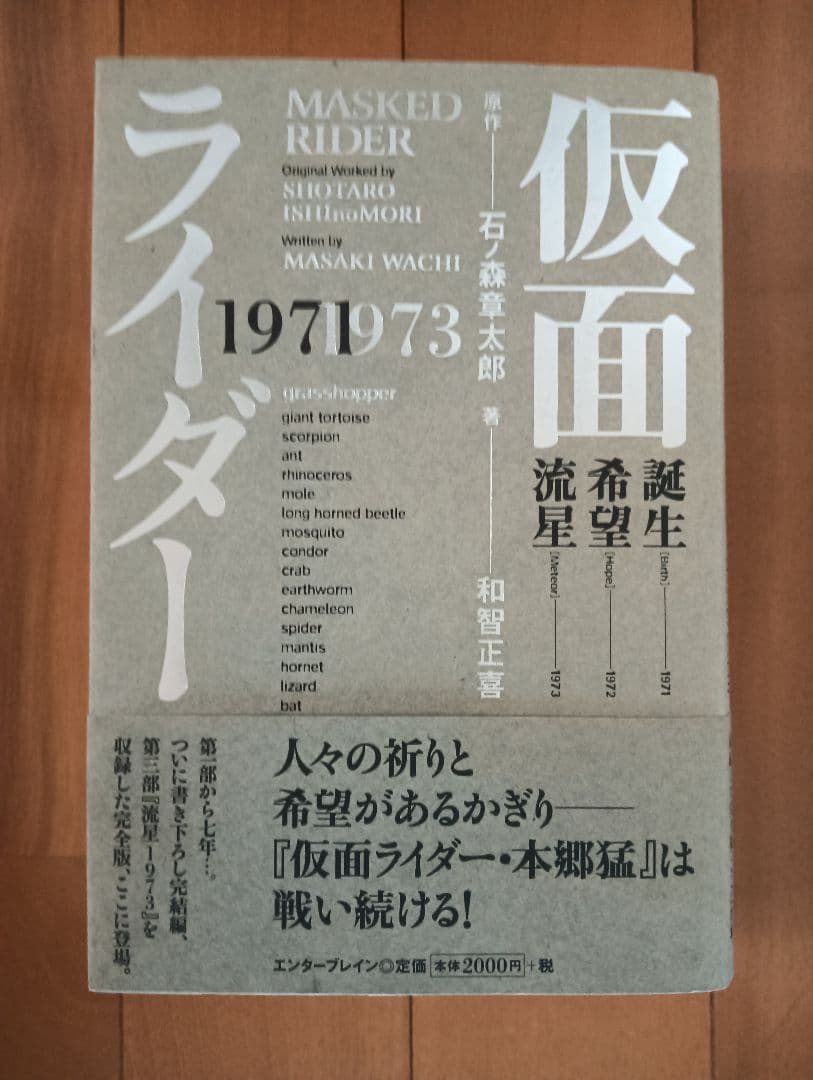 仮面
ライダー
MASKED
RIDER
Original Worked by
SHOTARO
ISHInoMORI
Written by
MASAKI WACHI
1971
1973
原作——石ノ森章太郎 著——和智正喜
誕生[Birth]——1971
希望[Hope]——1972
流星[Meteor]——1973
grasshopper
giant tortoise
scorpion
ant
rhinoceros
mole
long horned beetle
mosquito
condor
crab
earthworm
chameleon
spider
mantis
hornet
lizard
bat
人々の祈りと
希望があるかぎり——
『仮面ライダー・本郷猛』は
戦い続ける!
第一部から七年…。
ついに書き下ろし完結編、
第三部『流星1973』を
収録した完全版、ここに登場。
エンターブレイン◎定価 本体2000円+税